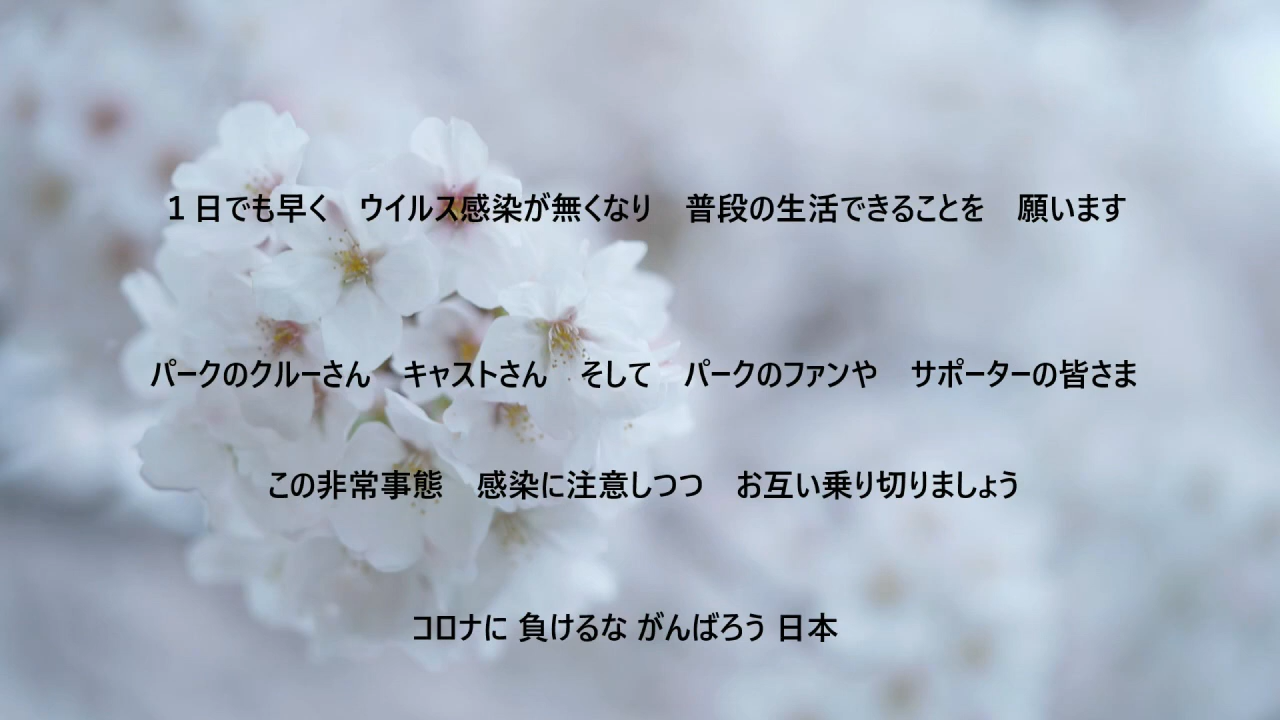 1 日でも早く　ウイルス感染が無くなり　普段の生活できることを　願います
パークのクルーさん　キャストさん　そして　パークのファンや　サポーターの皆さま
この非常事態　感染に注意しつつ　お互い乗り切りましょう
コロナに 負けるな がんばろう 日本